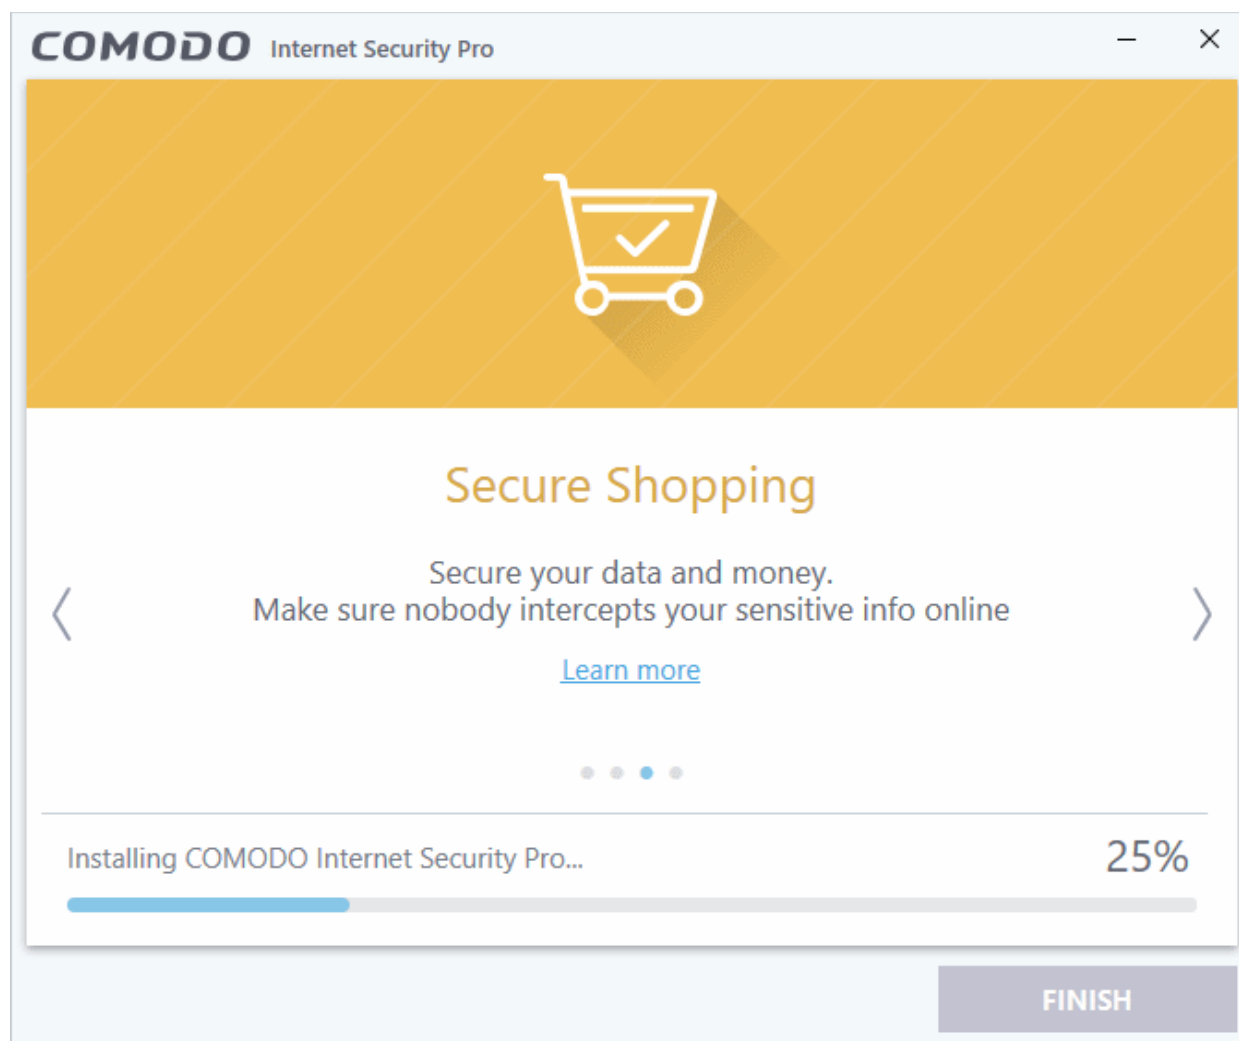 COMODO Internet Security Pro
Secure Shopping
Secure your data and money.
Make sure nobody intercepts your sensitive info online
Learn more
Installing COMODO Internet Security Pro... 25%
FINISH